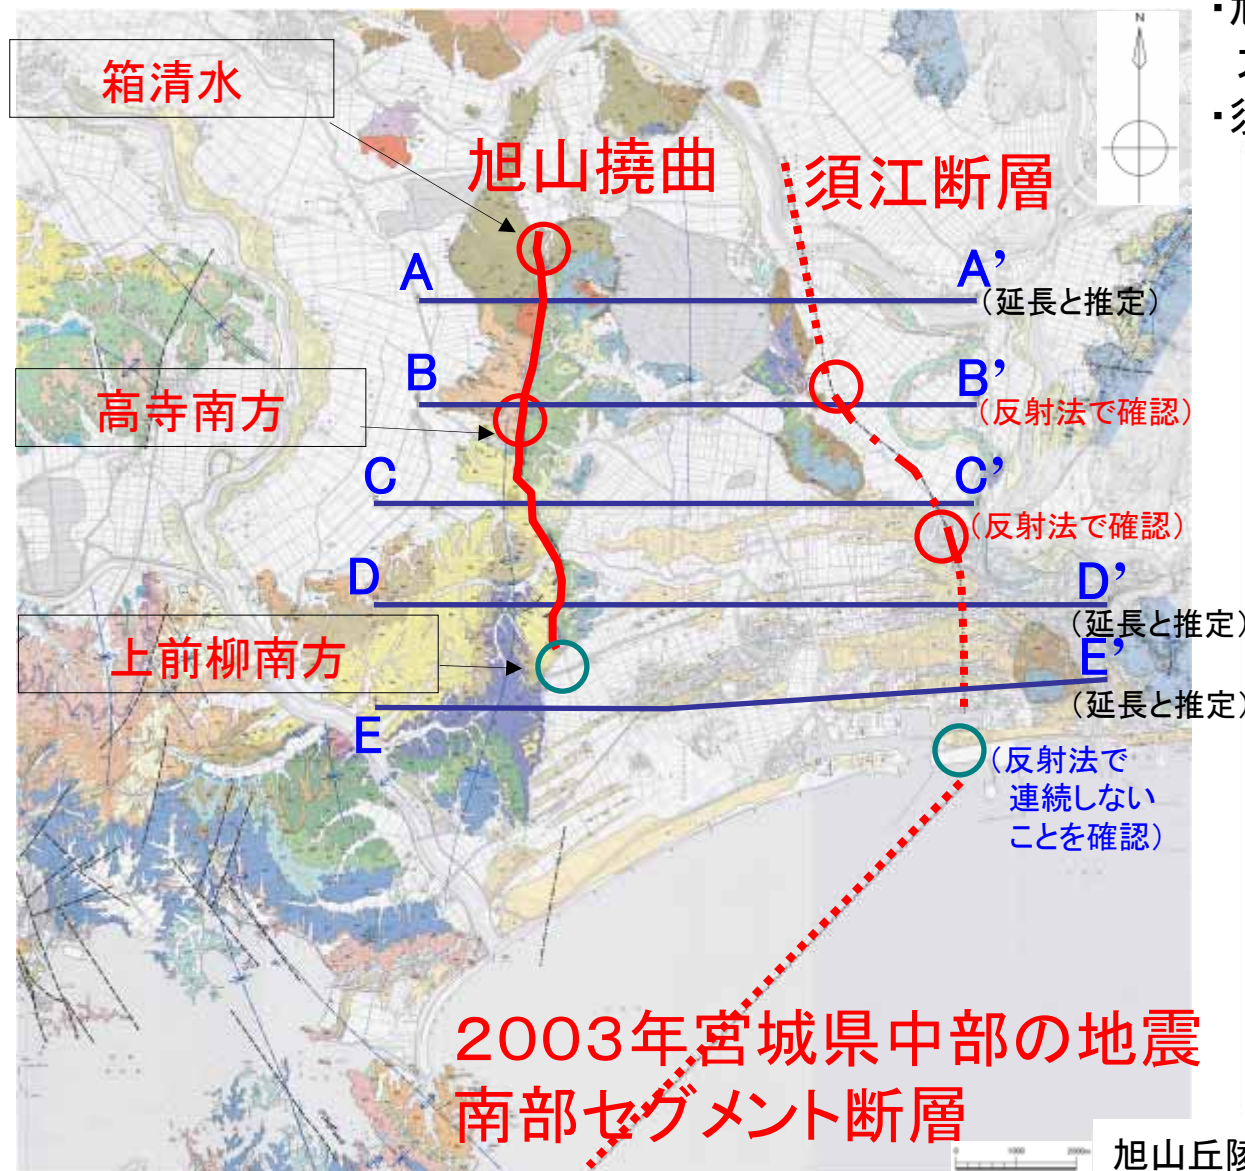 箱清水
旭山撓曲
須江断層
N
A
A’
（延長と推定）
B
B’
（反射法で確認）
高寺南方
C
C’
（反射法で確認）
D
D’
（延長と推定）
上前柳南方
E’
（延長と推定）
E
（反射法で
連続しない
ことを確認）
２００３年宮城県中部の地震
南部セグメント断層
0 1000 2000m
旭山丘陵